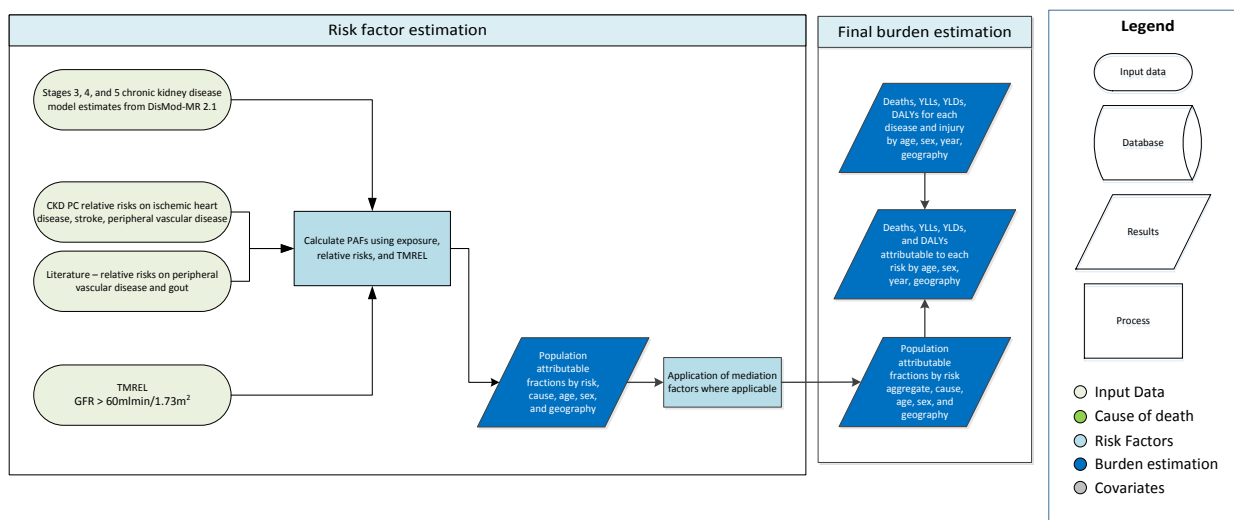 Risk factor estimation
Stages 3, 4, and 5 chronic kidney disease
model estimates from DisMod-MR 2.1
CKD PC relative risks on ischemic heart
disease, stroke, peripheral vascular disease
Literature – relative risks on peripheral
vascular disease and gout
TMREL
GFR > 60mlmin/1.73m²
Calculate PAFs using exposure,
relative risks, and TMREL
Population
attributable
fractions by risk,
cause, age, sex,
and geography
Application of mediation
factors where applicable
Final burden estimation
Deaths, YLLs, YLDs,
DALYs for each
disease and injury
by age, sex, year,
geography
Deaths, YLLs, YLDs,
and DALYs
attributable to each
risk by age, sex,
year, geography
Population
attributable
fractions by risk
aggregate, cause,
age, sex, and
geography
Legend
Input data
Database
Results
Process
Input Data
Cause of death
Risk Factors
Burden estimation
Covariates